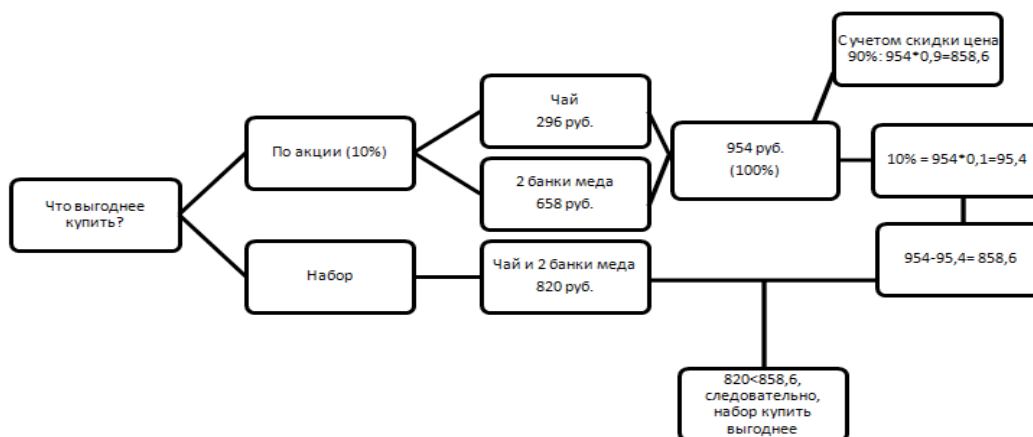 Что выгоднее
купить?
По акции (10%)
Набор
Чай
296 руб.
2 банки меда
658 руб.
Чай и 2 банки меда
820 руб.
954 руб.
(100%)
С учетом скидки цена
90%: 954*0,9=858,6
10% = 954*0,1=95,4
954-95,4= 858,6
820<858,6,
следовательно,
набор купить
выгоднее